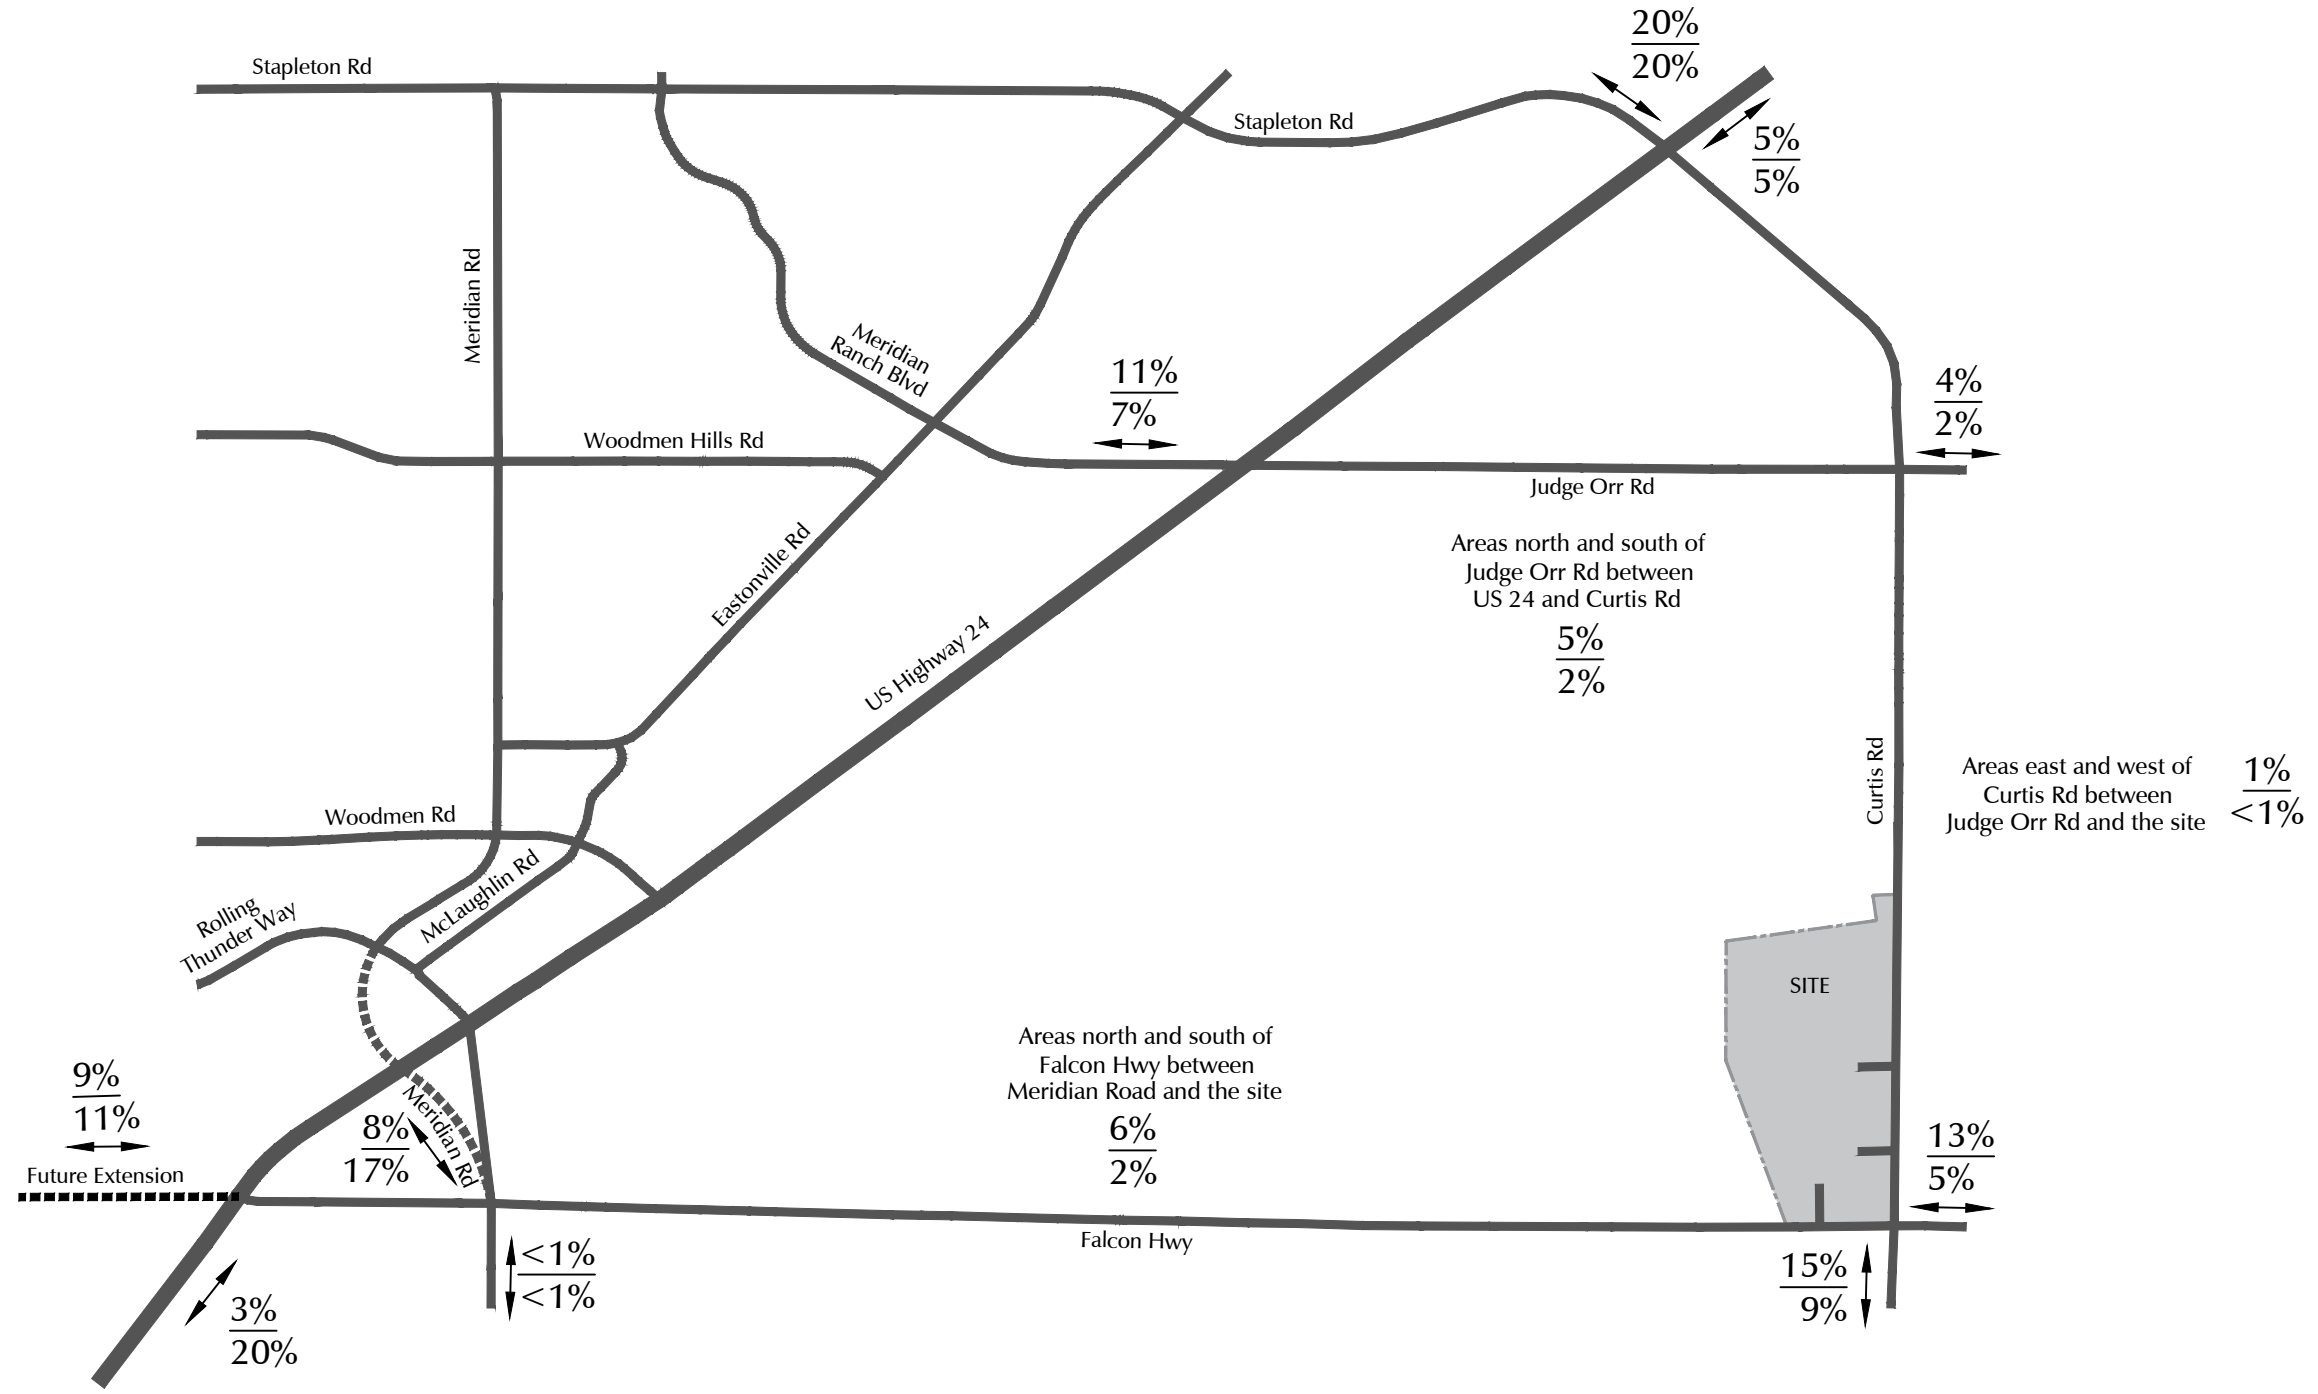 20%
20%
Stapleton Rd
Stapleton Rd
5%
5%
Meridian Rd
Meridian
Ranch Blvd
11%
7%
4%
2%
Woodmen Hills Rd
Judge Orr Rd
Eastonville Rd
Areas north and south of
Judge Orr Rd between
US 24 and Curtis Rd
5%
2%
US Highway 24
Curtis Rd
Areas east and west of
Curtis Rd between
Judge Orr Rd and the site
1%
<1%
Woodmen Rd
McLaughlin Rd
Rolling
Thunder Way
SITE
Areas north and south of
Falcon Hwy between
Meridian Road and the site
6%
2%
9%
11%
Future Extension
Meridian Rd
8%
17%
13%
5%
Falcon Hwy
<1%
<1%
15%
9%
3%
20%